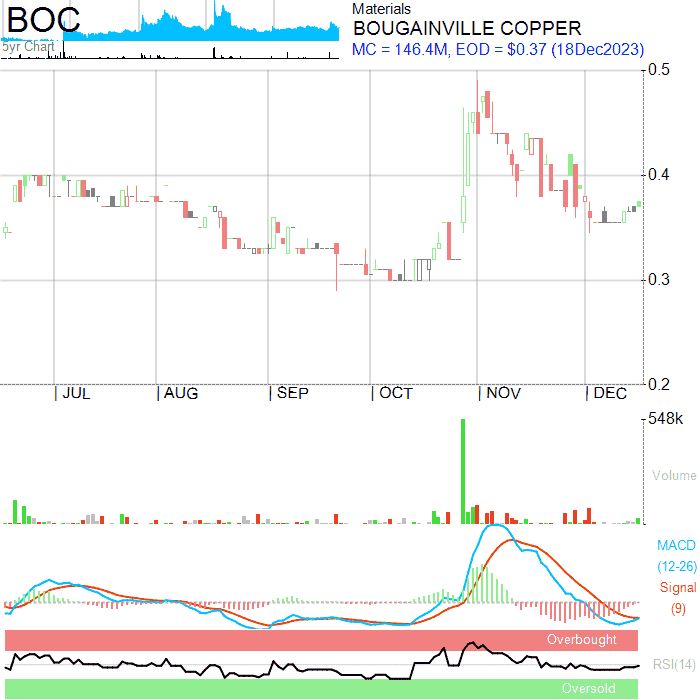 BOC
5yr Chart
Materials
BOUGAINVILLE COPPER
MC = 146.4M, EOD = $0.37 (18Dec2023)
0.5
0.4
0.3
0.2
JUL AUG SEP OCT NOV DEC
548k
Volume
MACD
(12-26)
Signal
(9)
Overbought
RSI(14)
Oversold